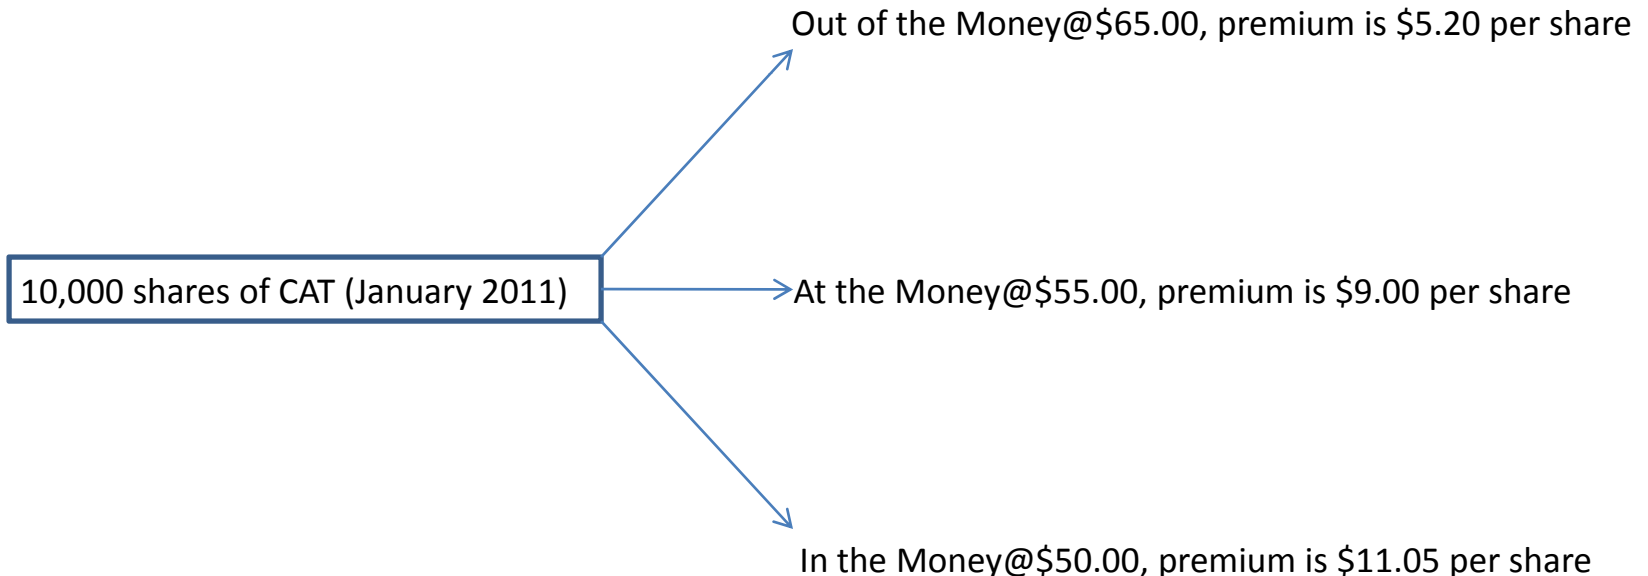 Out of the Money@$65.00, premium is $5.20 per share
10,000 shares of CAT (January 2011)
At the Money@$55.00, premium is $9.00 per share
In the Money@$50.00, premium is $11.05 per share